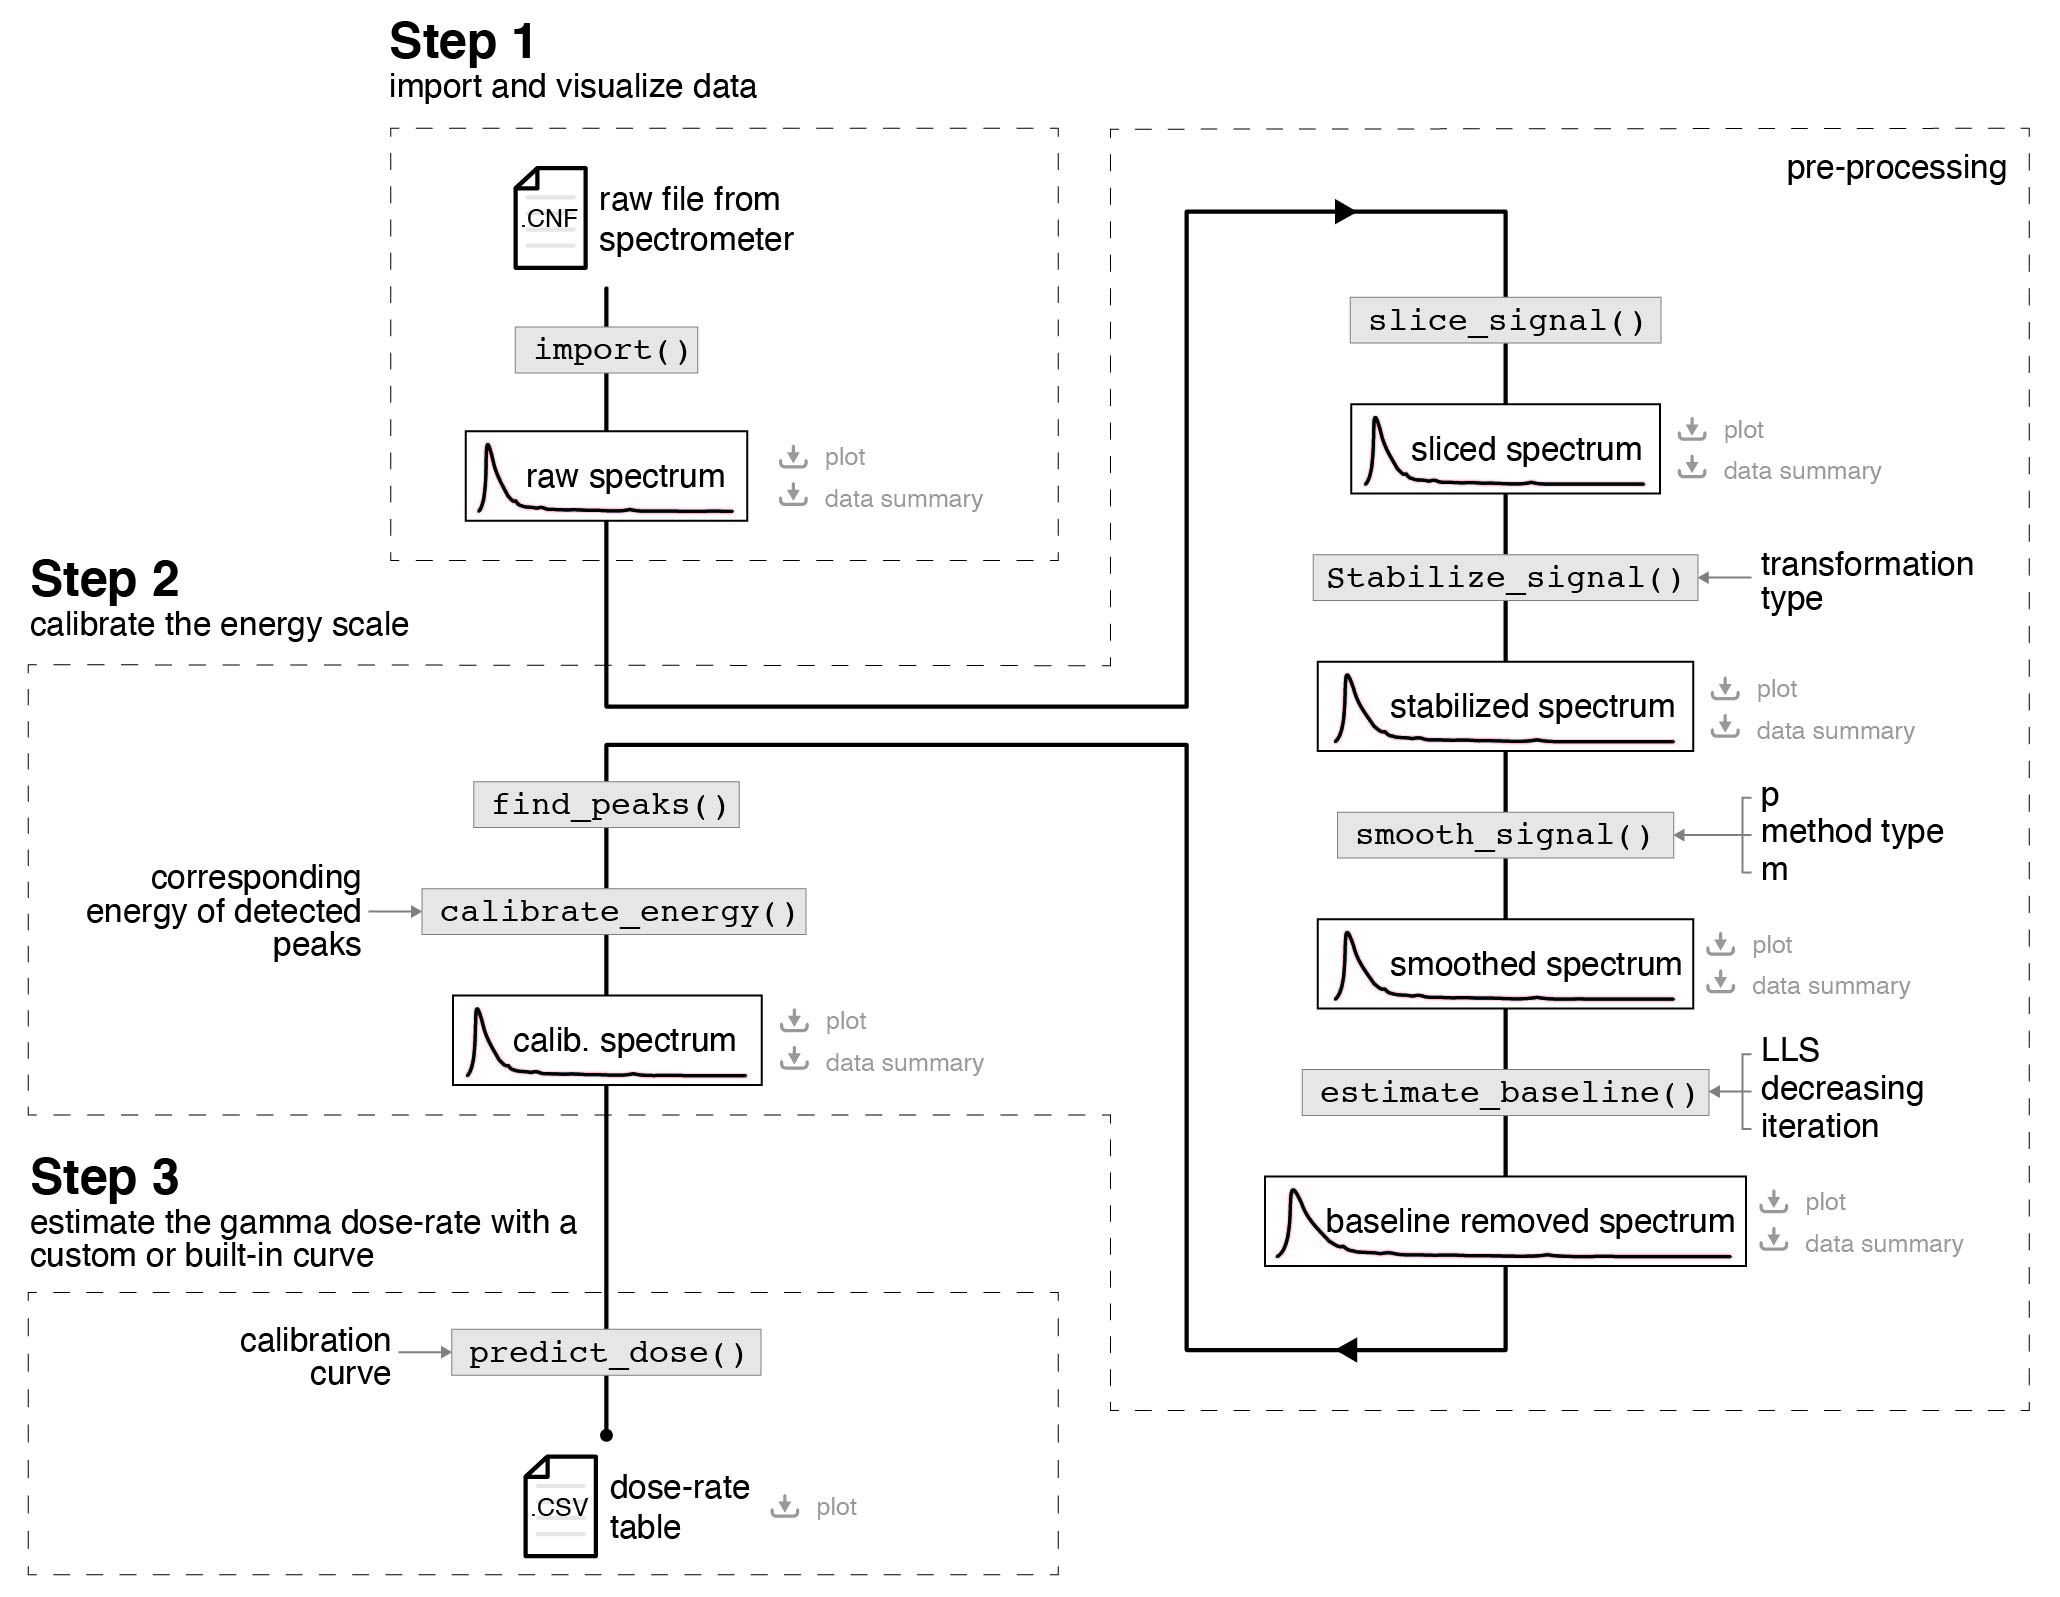 Step 1
import and visualize data
.CNF
raw file from
spectrometer
import()
raw spectrum
plot
data summary
Step 2
calibrate the energy scale
pre-processing
slice_signal()
sliced spectrum
plot
data summary
Stabilize_signal()
transformation
type
stabilized spectrum
plot
data summary
smooth_signal()
p
method type
m
smoothed spectrum
plot
data summary
estimate_baseline()
LLS
decreasing
iteration
baseline removed spectrum
plot
data summary
find_peaks()
corresponding
energy of detected
peaks
calibrate_energy()
calib. spectrum
plot
data summary
Step 3
estimate the gamma dose-rate with a
custom or built-in curve
calibration
curve
predict_dose()
.CSV
dose-rate
table
plot